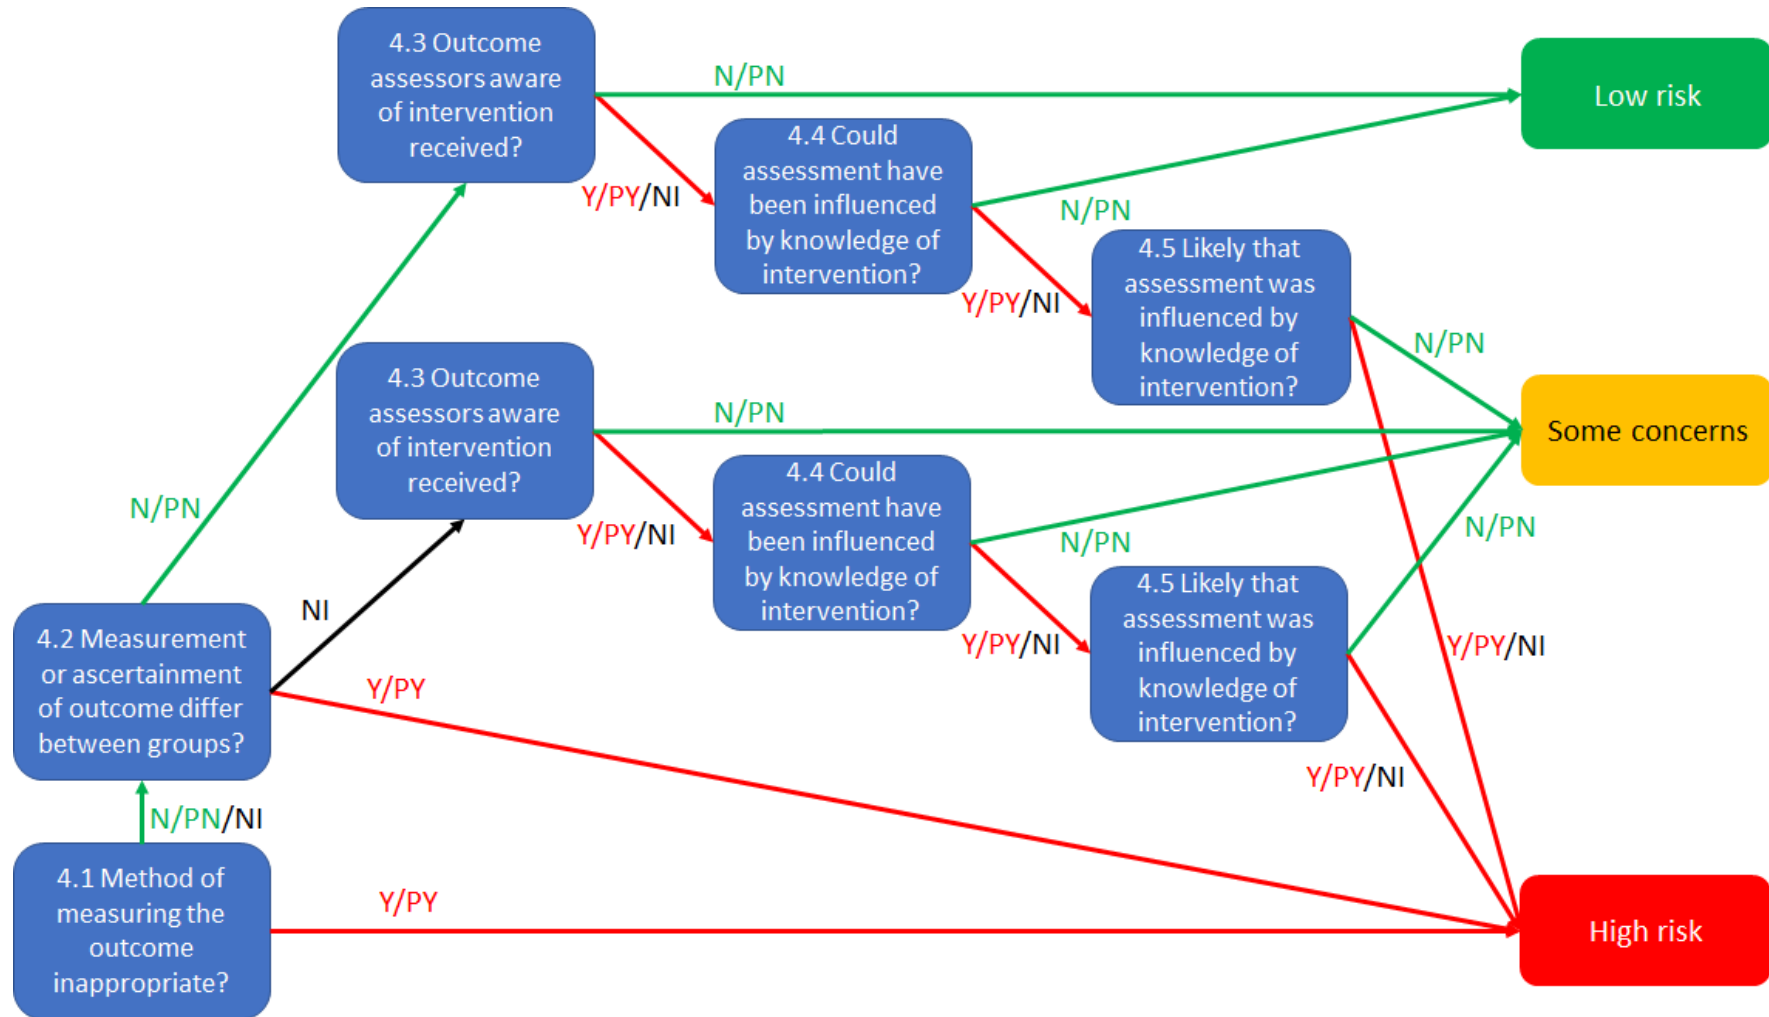 4.3 Outcome
assessors aware
of intervention
received?
N/PN
Low risk
Y/PY/NI
4.4 Could
assessment have
been influenced
by knowledge of
intervention?
N/PN
Y/PY/NI
4.5 Likely that
assessment was
influenced by
knowledge of
intervention?
N/PN
Some concerns
4.3 Outcome
assessors aware
of intervention
received?
N/PN
Y/PY/NI
4.4 Could
assessment have
been influenced
by knowledge of
intervention?
N/PN
Y/PY/NI
4.5 Likely that
assessment was
influenced by
knowledge of
intervention?
N/PN
Y/PY/NI
Y/PY/NI
N/PN
NI
4.2 Measurement
or ascertainment
of outcome differ
between groups?
Y/PY
N/PN/NI
4.1 Method of
measuring the
outcome
inappropriate?
Y/PY
High risk